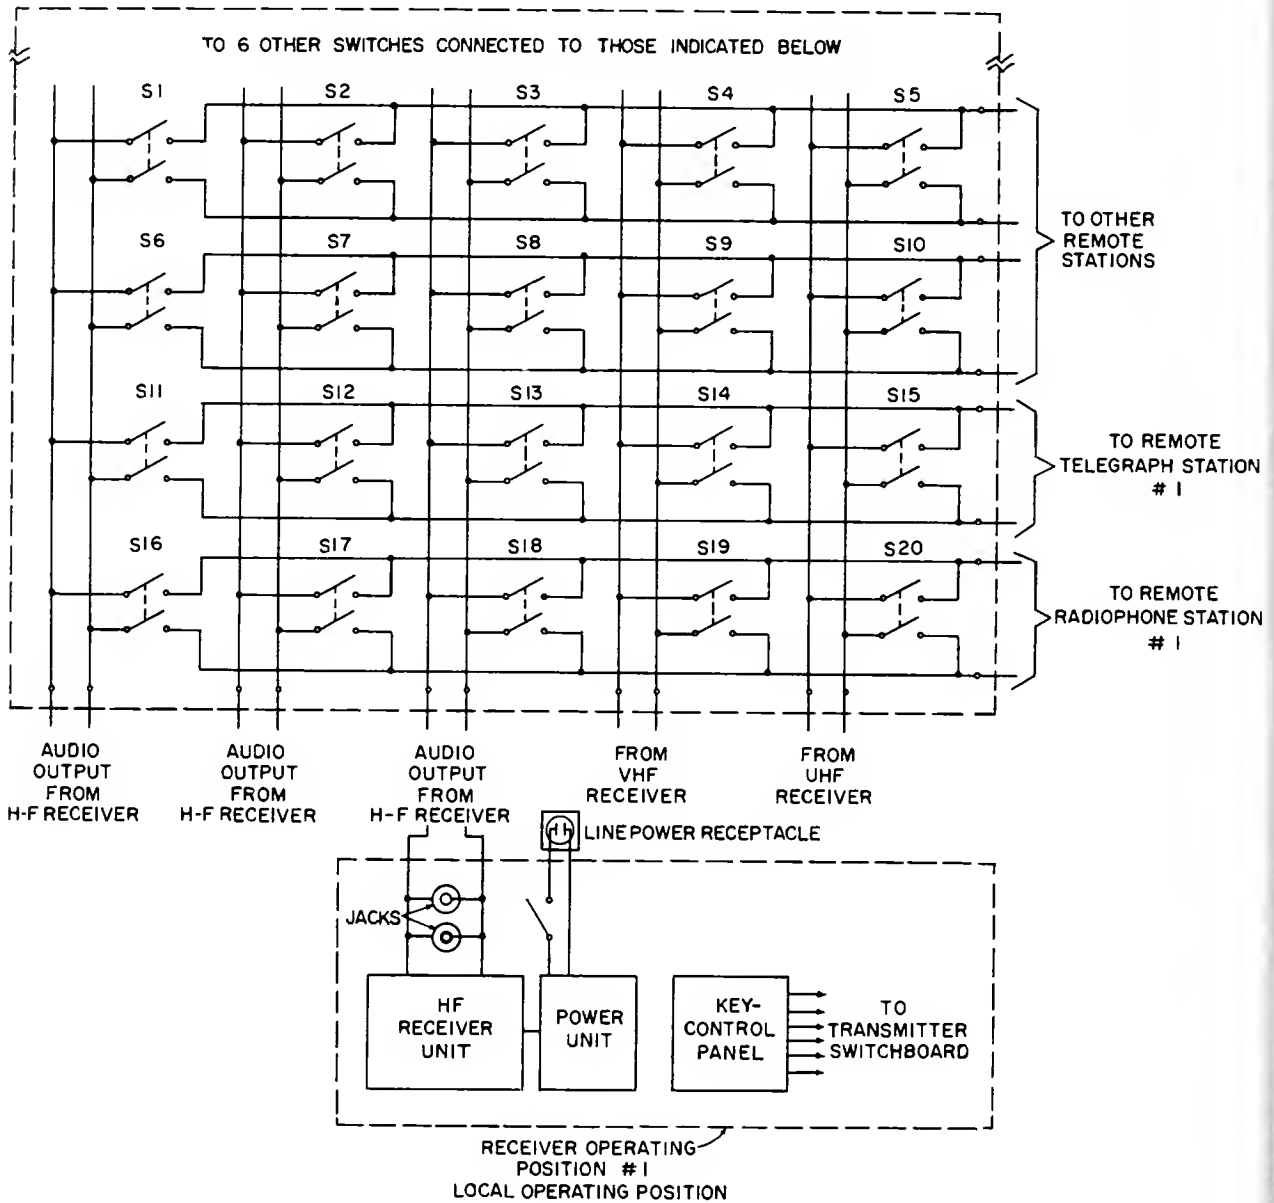 TO 6 OTHER SWITCHES CONNECTED TO THOSE INDICATED BELOW
S1 S2 S3 S4 S5
S6 S7 S8 S9 S10
TO OTHER
REMOTE
STATIONS
S11 S12 S13 S14 S15
TO REMOTE
TELEGRAPH STATION
# 1
S16 S17 S18 S19 S20
TO REMOTE
RADIOPHONE STATION
# 1
AUDIO
OUTPUT
FROM
H-F RECEIVER
AUDIO
OUTPUT
FROM
H-F RECEIVER
AUDIO
OUTPUT
FROM
H-F RECEIVER
FROM
VHF
RECEIVER
FROM
UHF
RECEIVER
LINE POWER RECEPTACLE
JACKS
HF
RECEIVER
UNIT
POWER
UNIT
KEY-
CONTROL
PANEL
TO
TRANSMITTER
SWITCHBOARD
RECEIVER OPERATING
POSITION # 1
LOCAL OPERATING POSITION